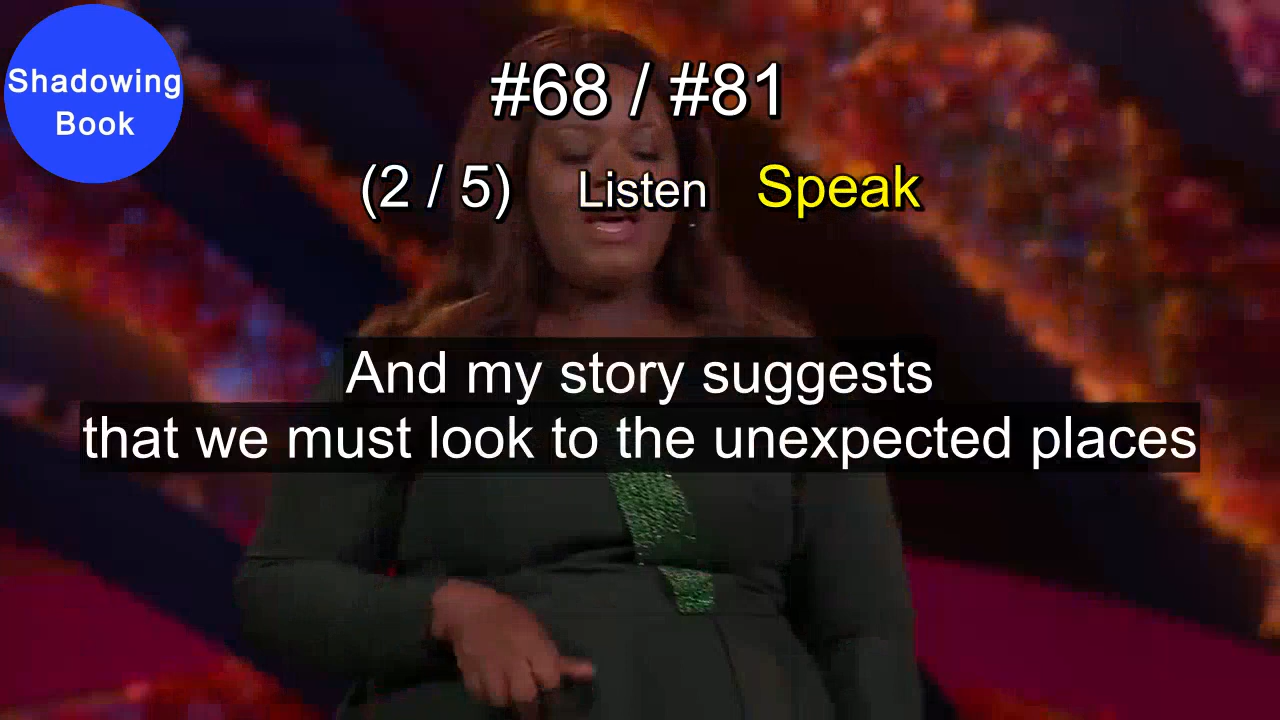 Shadowing
Book
#68 / #81
(2 / 5) Listen Speak
And my story suggests
that we must look to the unexpected places